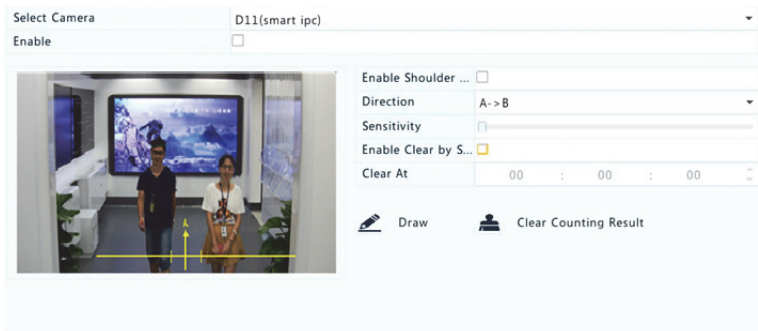 Select Camera D11(smart ipc)
Enable
Enable Shoulder ...
Direction A->B
A
Sensitivity
Enable Clear by S...
Clear At 00 : 00 : 00
Draw Clear Counting Result